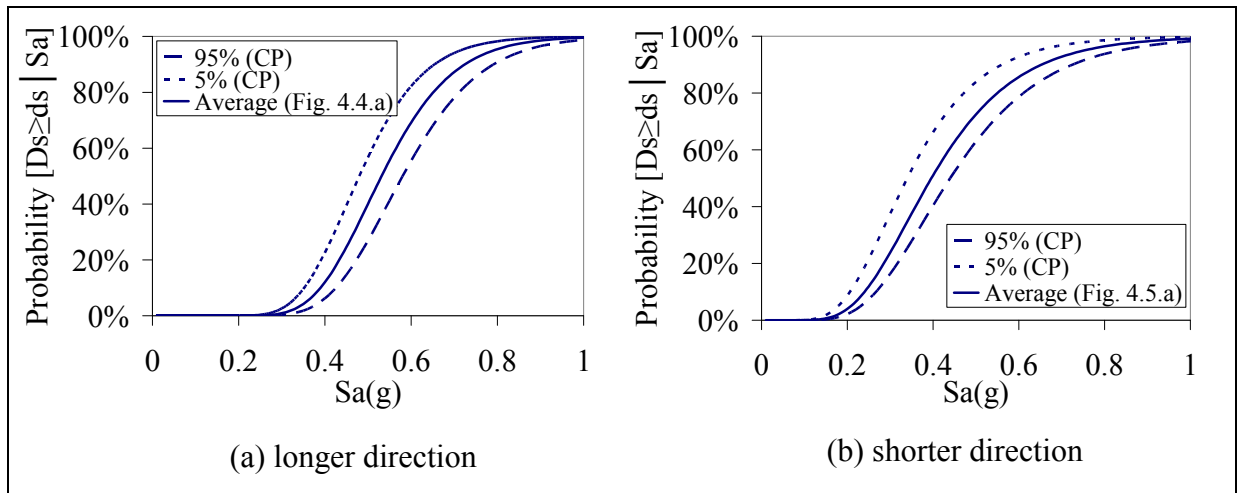 Probability [Ds≥ds | Sa]
100%
80%
60%
40%
20%
0%
95% (CP)
5% (CP)
Average (Fig. 4.4.a)
0 0.2 0.4 0.6 0.8 1
Sa(g)
(a) longer direction
Probability [Ds≥ds | Sa]
100%
80%
60%
40%
20%
0%
95% (CP)
5% (CP)
Average (Fig. 4.5.a)
0 0.2 0.4 0.6 0.8 1
Sa(g)
(b) shorter direction